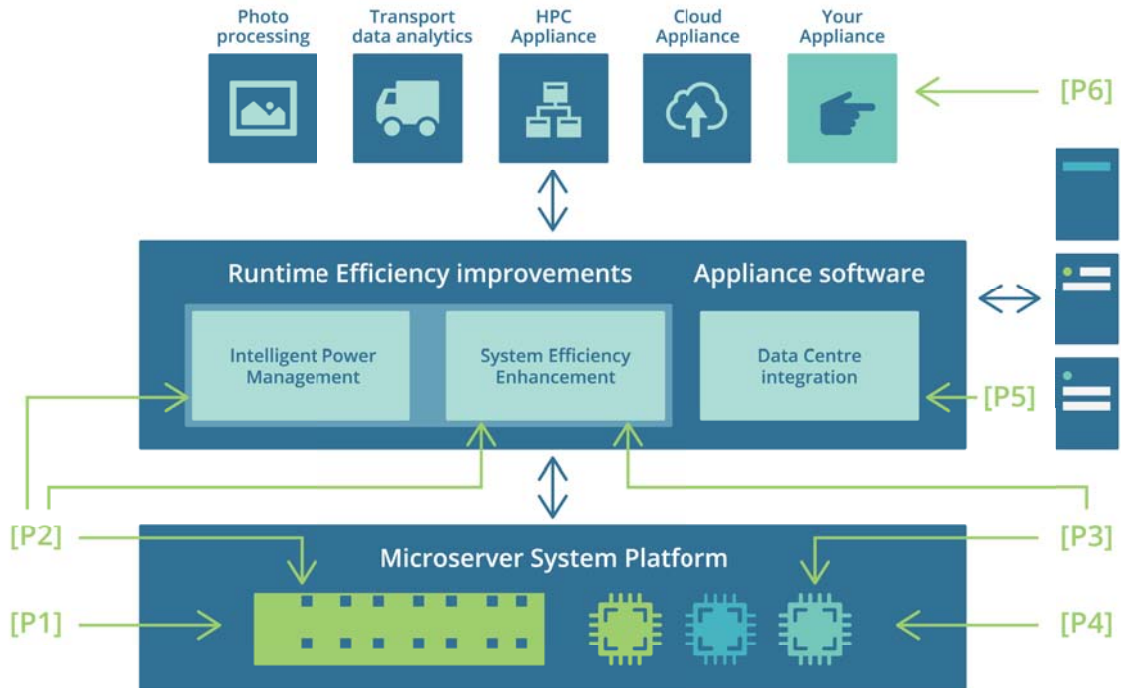 Photo
processing
Transport
data analytics
HPC
Appliance
Cloud
Appliance
Your
Appliance
[P6]
Runtime Efficiency improvements
Appliance software
Intelligent Power
Management
System Efficiency
Enhancement
Data Centre
integration
[P5]
[P2]
[P3]
Microserver System Platform
[P1]
[P4]